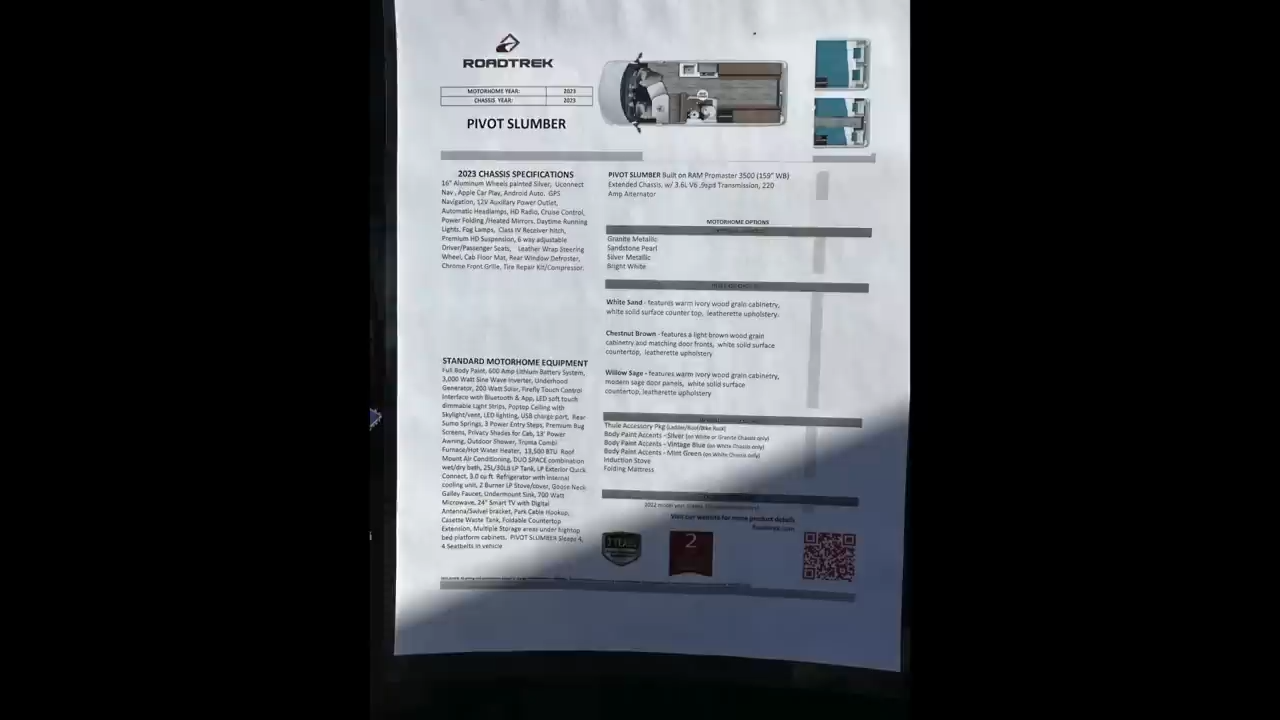 ROADTREK
MOTORHOME YEAR: 2023
CHASSIS YEAR: 2023
PIVOT SLUMBER
2023 CHASSIS SPECIFICATIONS
16" Aluminum Wheels painted Silver, Uconnect
Nav, Apple Car Play, Android Auto, GPS
Navigation, 12V Auxiliary Power Outlet,
Automatic Headlamps, HD Radio, Cruise Control,
Power Folding /Heated Mirrors, Daytime Running
Lights, Fog Lamps, Class IV Receiver hitch,
Premium HD Suspension, 6 way adjustable
Driver/Passenger Seats, Leather Wrap Steering
Wheel, Cab Floor Mat, Rear Window Defroster,
Chrome Front Grille, Tire Repair Kit/Compressor.
STANDARD MOTORHOME EQUIPMENT
Full Body Paint, 600 Amp Lithium Battery System,
3,000 Watt Sine Wave Inverter, Underhood
Generator, 200 Watt Solar, Firefly Touch Control
Interface with Bluetooth & App, LED soft touch
dimmable Light Strips, Poptop Ceiling with
Skylight/vent, LED lighting, USB charge port, Rear
Sumo Springs, 3 Power Entry Steps, Premium Bug
Screens, Privacy Shades for Cab, 13' Power
Awning, Outdoor Shower, Truma Combi
Furnace/Hot Water Heater, 13,500 BTU Roof
Mount Air Conditioning, DUO SPACE combination
wet/dry bath, 25L/30LB LP Tank, LP Exterior Quick
Connect, 3.0 cu ft Refrigerator with internal
cooling unit, 2 Burner LP Stove/cover, Goose Neck
Galley Faucet, Undermount Sink, 700 Watt
Microwave, 24" Smart TV with Digital
Antenna/Swivel bracket, Park Cable Hookup,
Casette Waste Tank, Foldable Countertop
Extension, Multiple Storage areas under
bed platform cabinets. PIVOT SLUMBER Sleeps 4,
4 Seatbelts in vehicle
PIVOT SLUMBER Built on RAM Promaster 3500 (159" WB)
Extended Chassis, w/ 3.6L V6 ,9spd Transmission, 220
Amp Alternator
MOTORHOME OPTIONS
Granite Metallic
Sandstone Pearl
Silver Metallic
Bright White
White Sand - features warm ivory wood grain cabinetry,
white solid surface counter top, leatherette upholstery.
Chestnut Brown - features a light brown wood grain
cabinetry and matching door fronts, white solid surface
countertop, leatherette upholstery
Willow Sage - features warm ivory wood grain cabinetry,
modern sage door panels, white solid surface
countertop, leatherette upholstery
Thule Accessory Pkg (Ladder/Roof/Bike Rack)
Body Paint Accents - Silver (on White or Granite Chassis only)
Body Paint Accents - Vintage Blue (on White Chassis only)
Body Paint Accents - Mint Green (on White Chassis only)
Induction Stove
Folding Mattress
2022 model year
Visit our website for more product details
Roadtrek.com
2